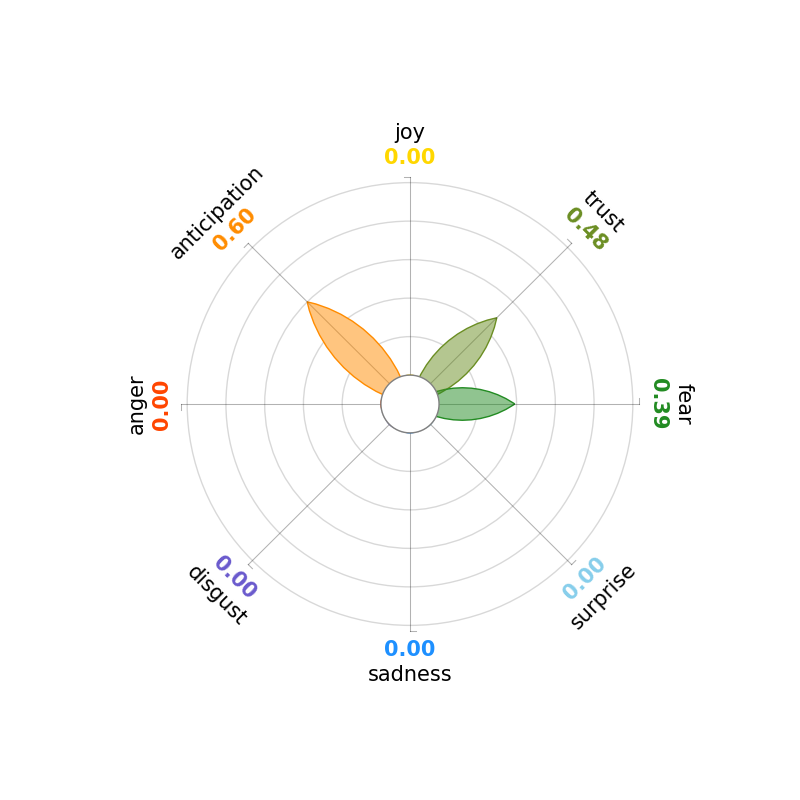 joy
0.00
anticipation
0.60
trust
0.48
anger
0.00
fear
0.39
disgust
0.00
surprise
0.00
0.00
sadness